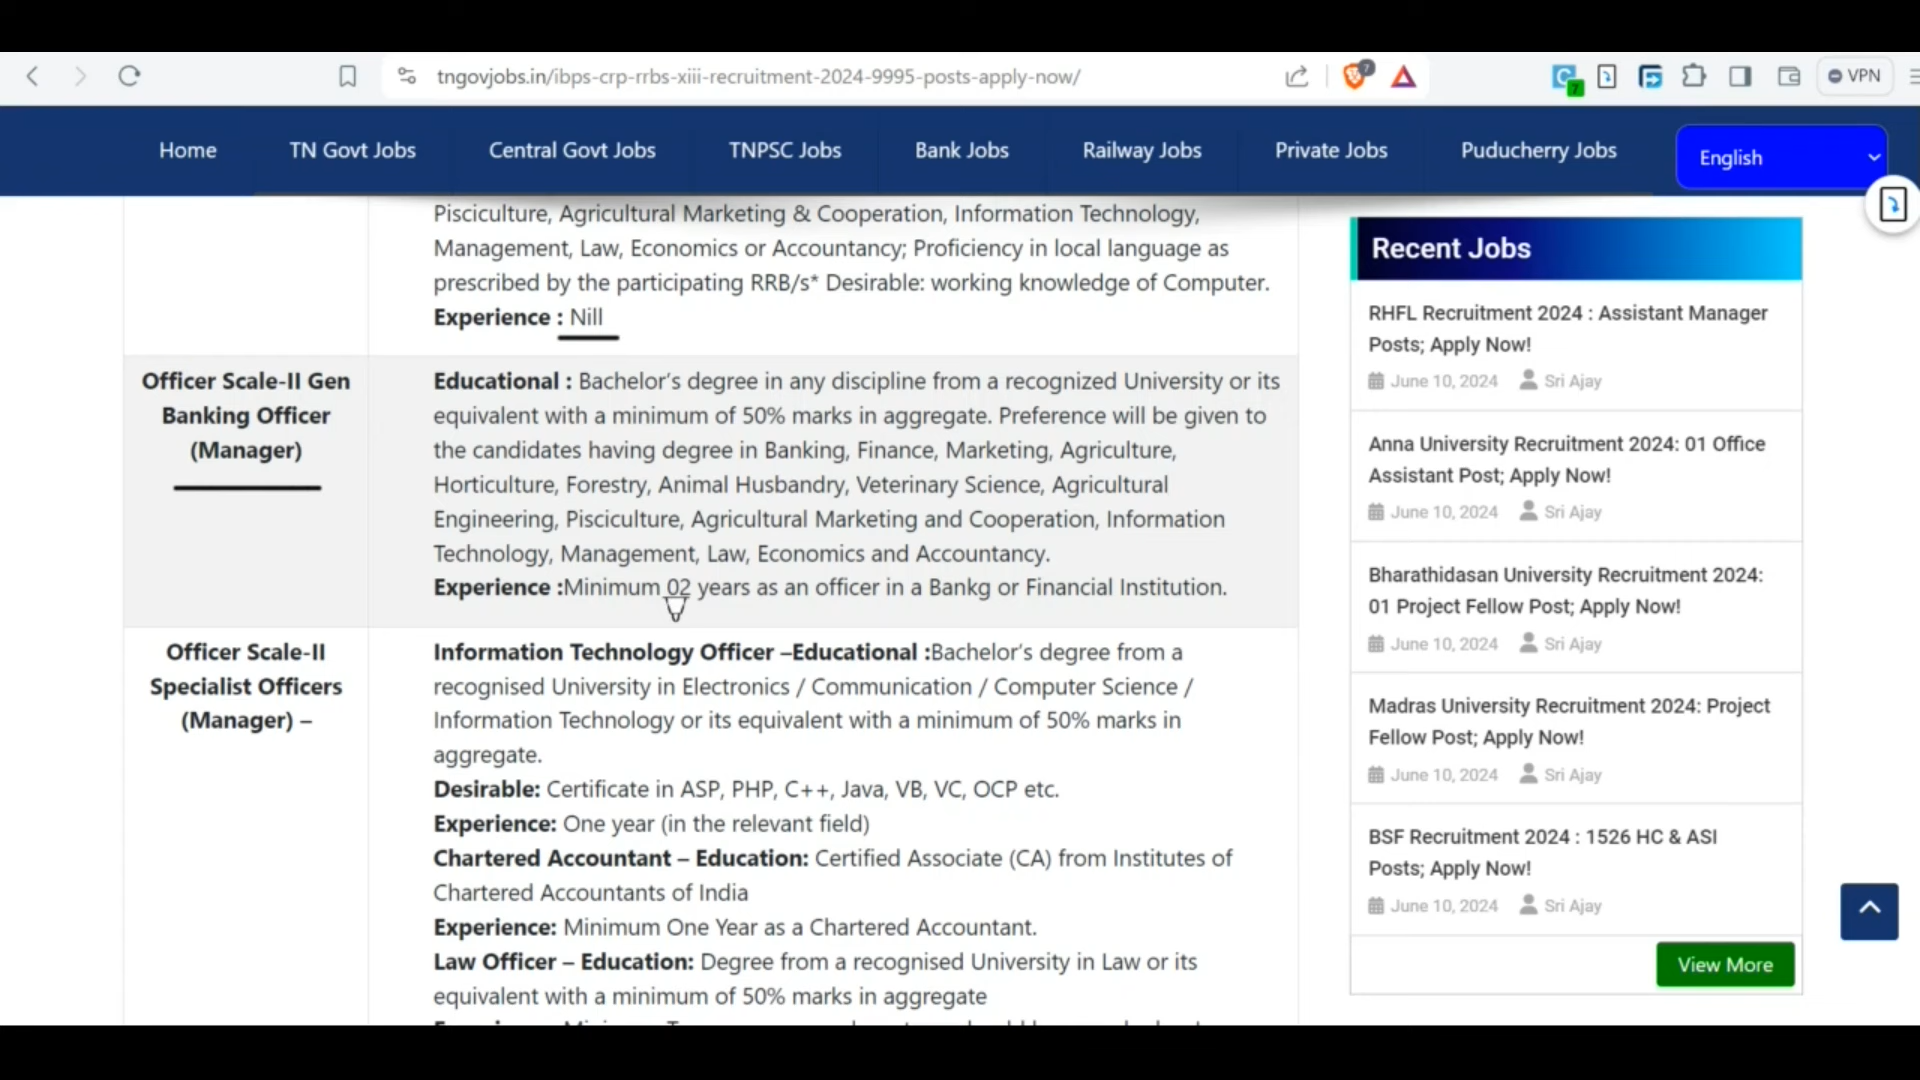 tngovjobs.in/ibps-crp-rrbs-xiii-recruitment-2024-9995-posts-apply-now/
7
7
VPN
Home
TN Govt Jobs
Central Govt Jobs
TNPSC Jobs
Bank Jobs
Railway Jobs
Private Jobs
Puducherry Jobs
English
Pisciculture, Agricultural Marketing & Cooperation, Information Technology,
Management, Law, Economics or Accountancy; Proficiency in local language as
prescribed by the participating RRB/s* Desirable: working knowledge of Computer.
Experience : Nill
Officer Scale-II Gen
Banking Officer
(Manager)
Educational : Bachelor’s degree in any discipline from a recognized University or its
equivalent with a minimum of 50% marks in aggregate. Preference will be given to
the candidates having degree in Banking, Finance, Marketing, Agriculture,
Horticulture, Forestry, Animal Husbandry, Veterinary Science, Agricultural
Engineering, Pisciculture, Agricultural Marketing and Cooperation, Information
Technology, Management, Law, Economics and Accountancy.
Experience :Minimum 02 years as an officer in a Bankg or Financial Institution.
Officer Scale-II
Specialist Officers
(Manager) –
Information Technology Officer –Educational :Bachelor’s degree from a
recognised University in Electronics / Communication / Computer Science /
Information Technology or its equivalent with a minimum of 50% marks in
aggregate.
Desirable: Certificate in ASP, PHP, C++, Java, VB, VC, OCP etc.
Experience: One year (in the relevant field)
Chartered Accountant – Education: Certified Associate (CA) from Institutes of
Chartered Accountants of India
Experience: Minimum One Year as a Chartered Accountant.
Law Officer – Education: Degree from a recognised University in Law or its
equivalent with a minimum of 50% marks in aggregate
Recent Jobs
RHFL Recruitment 2024 : Assistant Manager
Posts; Apply Now!
June 10, 2024 Sri Ajay
Anna University Recruitment 2024: 01 Office
Assistant Post; Apply Now!
June 10, 2024 Sri Ajay
Bharathidasan University Recruitment 2024:
01 Project Fellow Post; Apply Now!
June 10, 2024 Sri Ajay
Madras University Recruitment 2024: Project
Fellow Post; Apply Now!
June 10, 2024 Sri Ajay
BSF Recruitment 2024 : 1526 HC & ASI
Posts; Apply Now!
June 10, 2024 Sri Ajay
View More